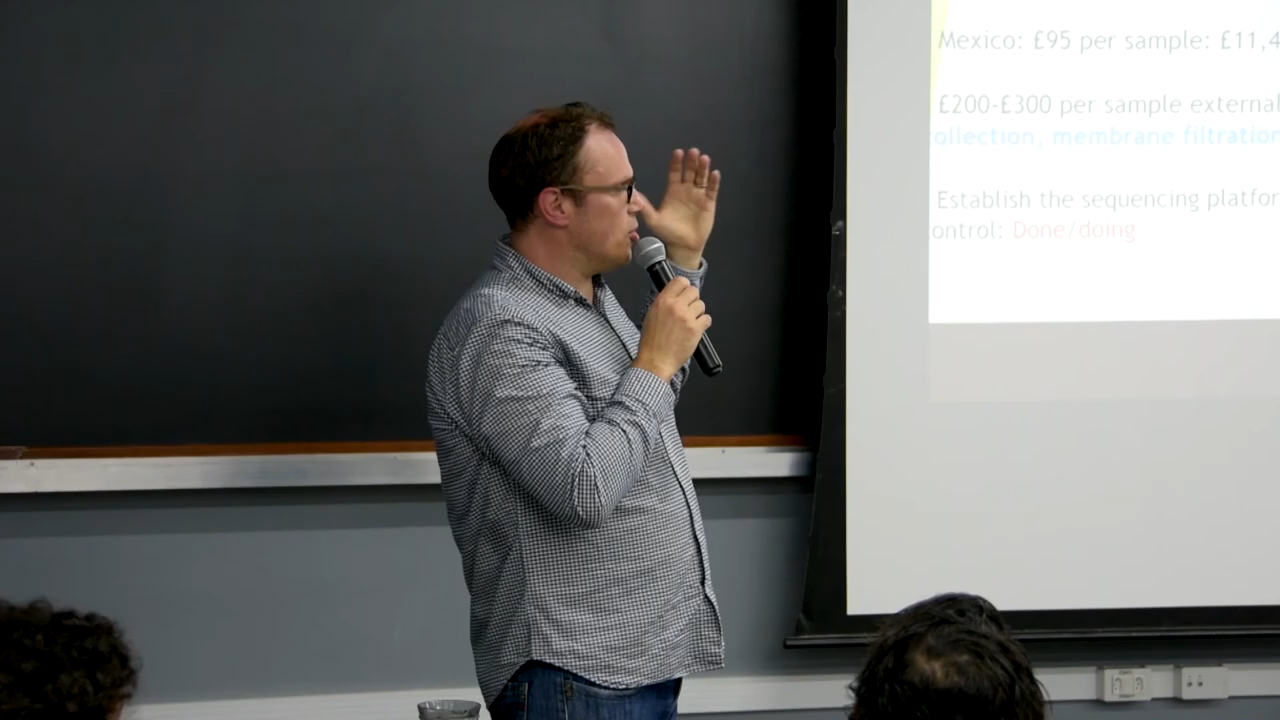 Mexico: £95 per sample: £11,4
£200-£300 per sample external
ollection, membrane filtration
Establish the sequencing platfor
ontrol: Done/doing